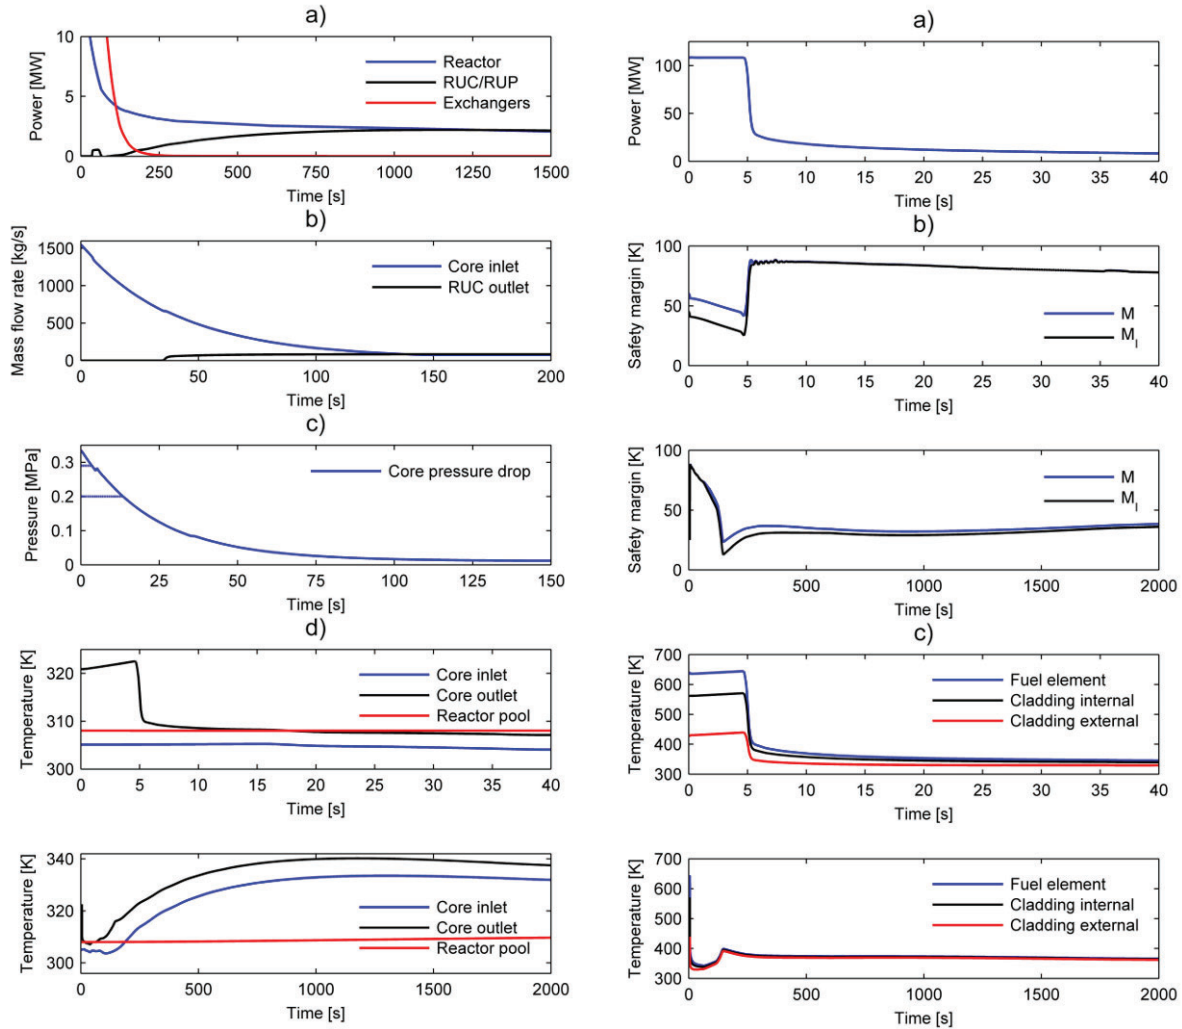 a)
Power [MW]
10
5
0
Reactor
RUC/RUP
Exchangers
0 250 500 750 1000 1250 1500
Time [s]
b)
Mass flow rate [kg/s]
1500
1000
500
0
Core inlet
RUC outlet
0 50 100 150 200
Time [s]
c)
Pressure [MPa]
0.3
0.2
0.1
0
Core pressure drop
0 25 50 75 100 125 150
Time [s]
d)
Temperature [K]
320
310
300
Core inlet
Core outlet
Reactor pool
0 5 10 15 20 25 30 35 40
Time [s]
Temperature [K]
340
320
300
Core inlet
Core outlet
Reactor pool
0 500 1000 1500 2000
Time [s]
a)
Power [MW]
100
50
0
0 5 10 15 20 25 30 35 40
Time [s]
b)
Safety margin [K]
100
50
0
M
M_I
0 5 10 15 20 25 30 35 40
Time [s]
Safety margin [K]
100
50
0
M
M_I
0 500 1000 1500 2000
Time [s]
c)
Temperature [K]
700
600
500
400
300
Fuel element
Cladding internal
Cladding external
0 5 10 15 20 25 30 35 40
Time [s]
Temperature [K]
700
600
500
400
300
Fuel element
Cladding internal
Cladding external
0 500 1000 1500 2000
Time [s]